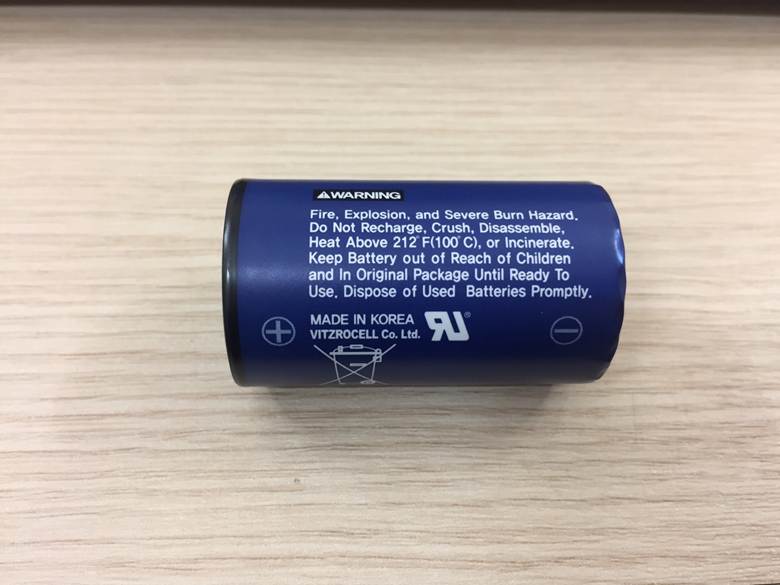 ⚠WARNING
Fire, Explosion, and Severe Burn Hazard.
Do Not Recharge, Crush, Disassemble,
Heat Above 212°F(100°C), or Incinerate.
Keep Battery out of Reach of Children
and In Original Package Until Ready To
Use. Dispose of Used Batteries Promptly.
MADE IN KOREA
VITZROCELL Co. Ltd.
RU®
+
−